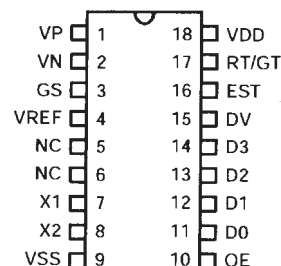 VP 1 18 VDD
VN 2 17 RT/GT
GS 3 16 EST
VREF 4 15 DV
NC 5 14 D3
NC 6 13 D2
X1 7 12 D1
X2 8 11 D0
VSS 9 10 OE